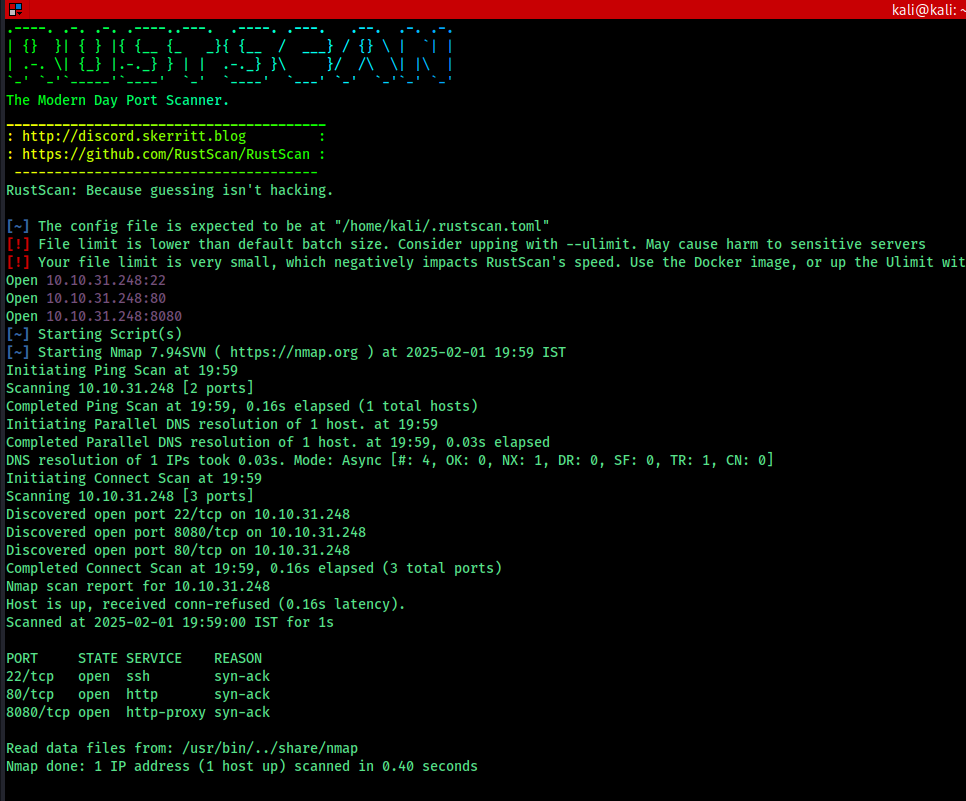 kali@kali: ~
.----. .-. .-. .----..---.  .----. .---.   .--.  .-. .-.
| {}  }| { } |{ {__ {_   _}{ {__  /  ___} / {} \ |  `| |
| .-. \| {_} |.-._} } | |  .-._} }\     }/  /\  \| |\  |
`-' `-'`-----'`----'  `-'  `----'  `---' `-'  `-'`-' `-'
The Modern Day Port Scanner.
________________________________________
: http://discord.skerritt.blog         :
: https://github.com/RustScan/RustScan :
 --------------------------------------
RustScan: Because guessing isn't hacking.
[~] The config file is expected to be at "/home/kali/.rustscan.toml"
[!] File limit is lower than default batch size. Consider upping with --ulimit. May cause harm to sensitive servers
[!] Your file limit is very small, which negatively impacts RustScan's speed. Use the Docker image, or up the Ulimit wit
Open 10.10.31.248:22
Open 10.10.31.248:80
Open 10.10.31.248:8080
[~] Starting Script(s)
[~] Starting Nmap 7.94SVN ( https://nmap.org ) at 2025-02-01 19:59 IST
Initiating Ping Scan at 19:59
Scanning 10.10.31.248 [2 ports]
Completed Ping Scan at 19:59, 0.16s elapsed (1 total hosts)
Initiating Parallel DNS resolution of 1 host. at 19:59
Completed Parallel DNS resolution of 1 host. at 19:59, 0.03s elapsed
DNS resolution of 1 IPs took 0.03s. Mode: Async [#: 4, OK: 0, NX: 1, DR: 0, SF: 0, TR: 1, CN: 0]
Initiating Connect Scan at 19:59
Scanning 10.10.31.248 [3 ports]
Discovered open port 22/tcp on 10.10.31.248
Discovered open port 8080/tcp on 10.10.31.248
Discovered open port 80/tcp on 10.10.31.248
Completed Connect Scan at 19:59, 0.16s elapsed (3 total ports)
Nmap scan report for 10.10.31.248
Host is up, received conn-refused (0.16s latency).
Scanned at 2025-02-01 19:59:00 IST for 1s
PORT     STATE SERVICE    REASON
22/tcp   open  ssh        syn-ack
80/tcp   open  http       syn-ack
8080/tcp open  http-proxy syn-ack
Read data files from: /usr/bin/../share/nmap
Nmap done: 1 IP address (1 host up) scanned in 0.40 seconds